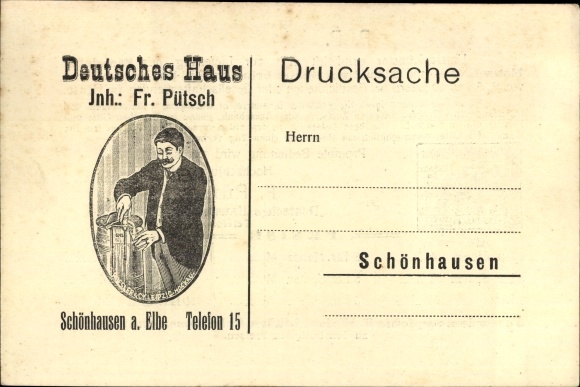 Deutsches Haus
Jnh.: Fr. Pütsch
Schönhausen a. Elbe Telefon 15
Drucksache
Herrn
Schönhausen